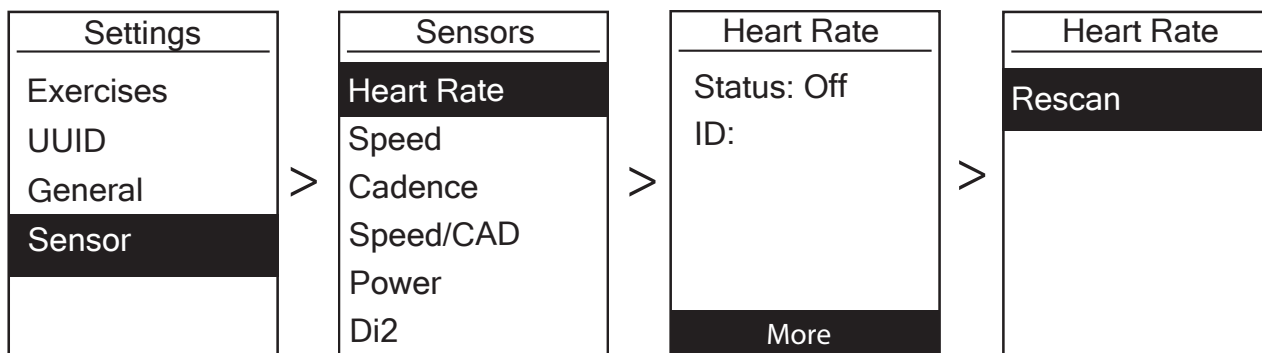 Settings
Exercises
UUID
General
Sensor
>
Sensors
Heart Rate
Speed
Cadence
Speed/CAD
Power
Di2
>
Heart Rate
Status: Off
ID:
More
>
Heart Rate
Rescan